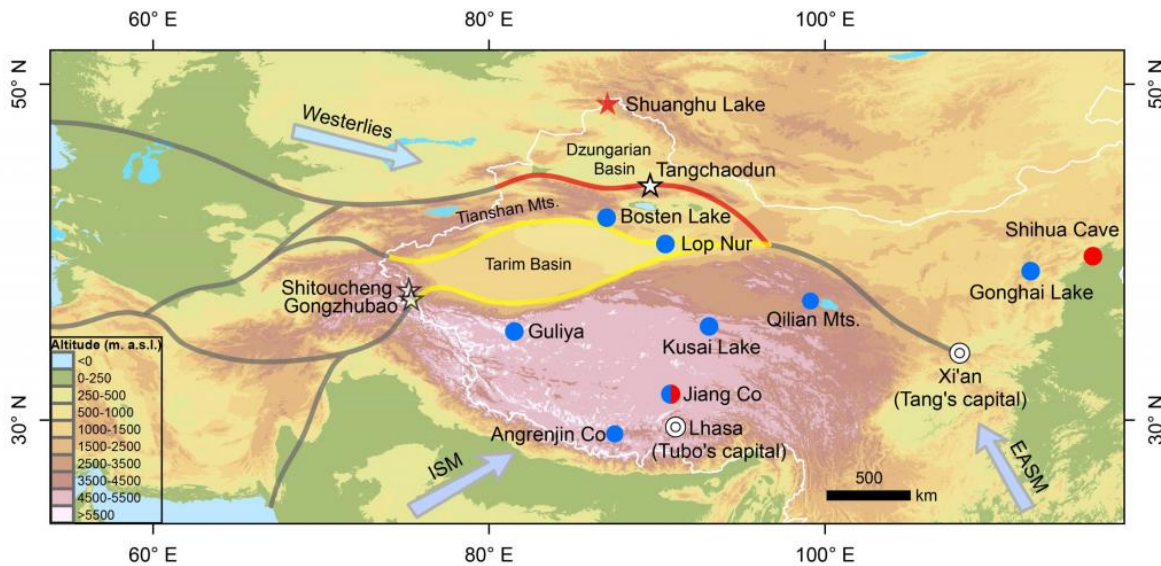 60° E
80° E
100° E
50° N
50° N
Shuanghu Lake
Westerlies
Dzungarian
Basin
Tangchaodun
Tianshan Mts.
Bosten Lake
Shihua Cave
Lop Nur
Tarim Basin
Gonghai Lake
Shitoucheng
Gongzhubao
Qilian Mts.
Guliya
Kusai Lake
Altitude (m. a.s.l.)
<0
0-250
250-500
500-1000
1000-1500
1500-2500
2500-3500
3500-4500
4500-5500
>5500
Xi'an
(Tang's capital)
Jiang Co
30° N
30° N
Angrenjin Co
Lhasa
(Tubo's capital)
ISM
EASM
500
km
60° E
80° E
100° E